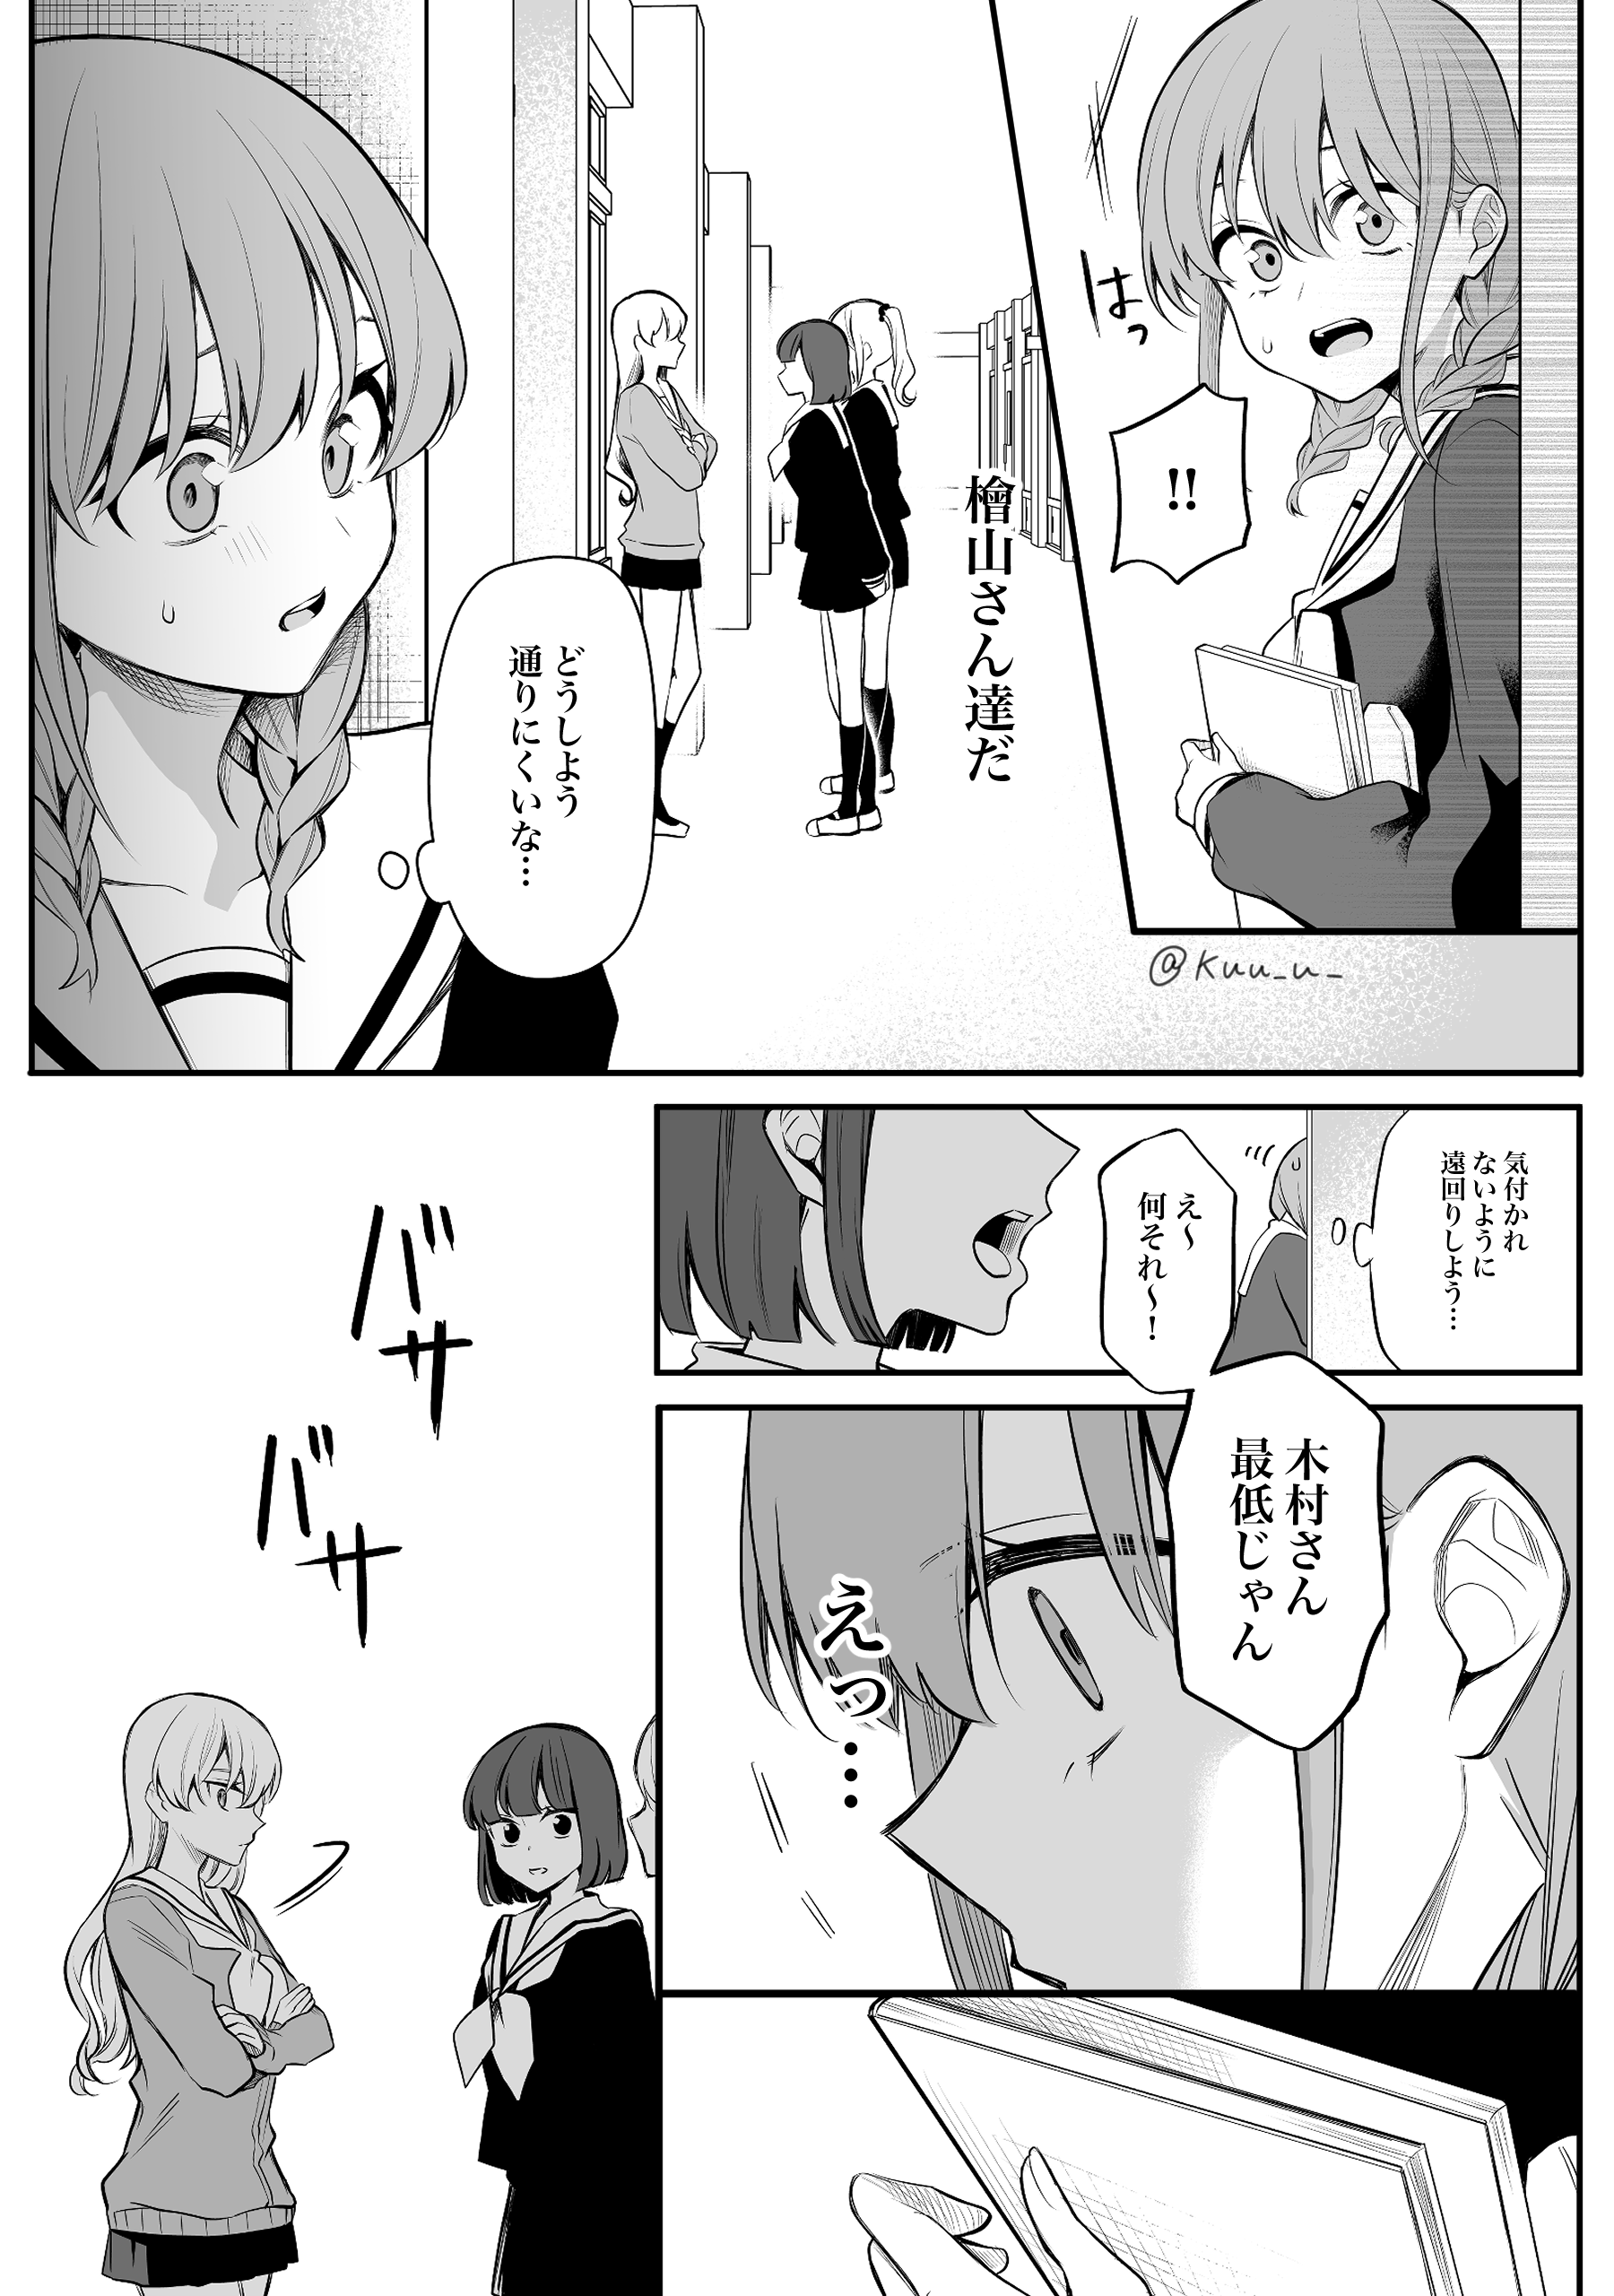 はっ
!!
檜山さん達だ
どうしよう
通りにくいな…
@kuu_u_
気付かれ
ないように
遠回りしよう…
え～
何それ～!
木村さん
最低じゃん
えっ…
バサ
バサ